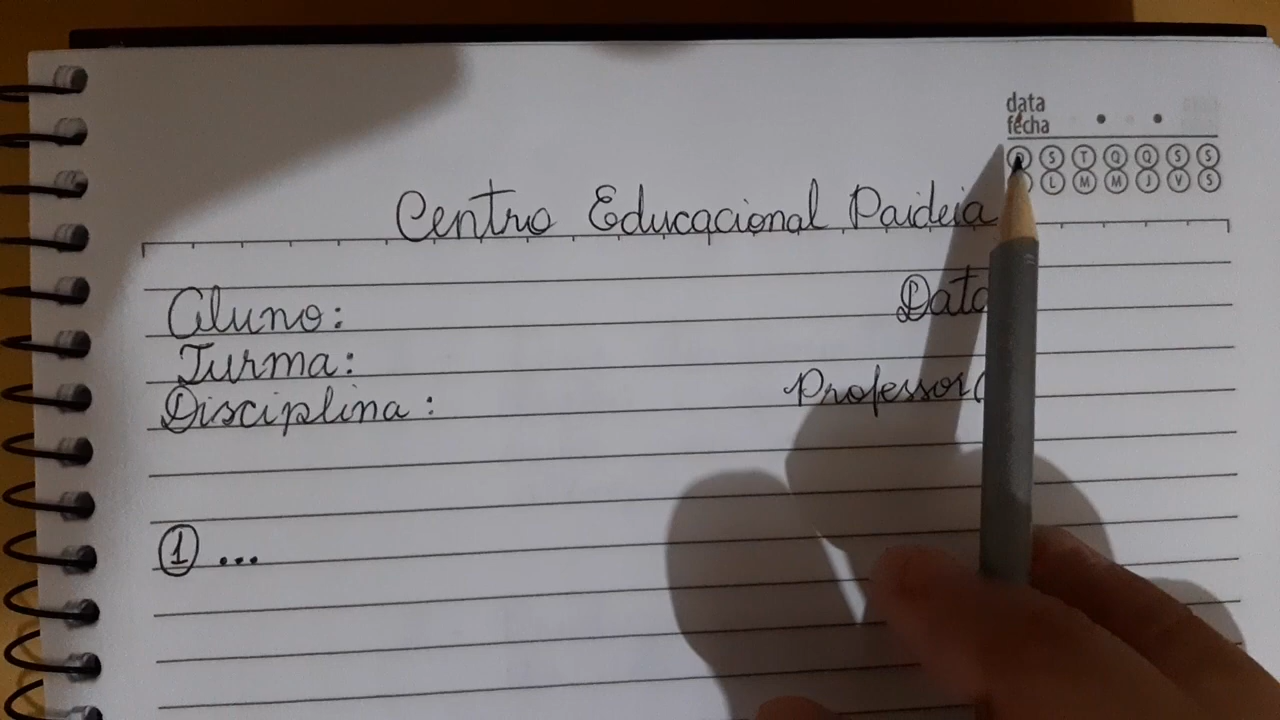 data
fecha
D S T Q Q S S
L M M J V S
Centro Educacional Paideia
Aluno: Data
Turma:
Disciplina: Professor(
① ...